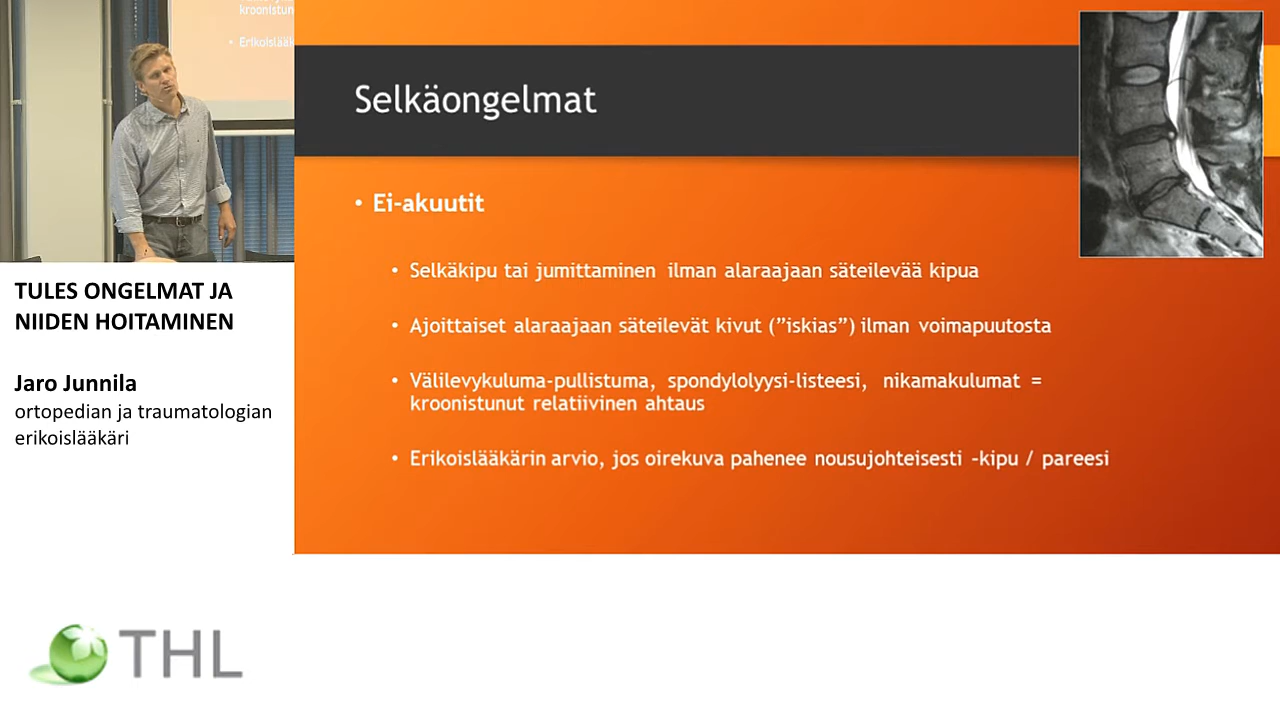 kroonistun
Erikoislääk
TULES ONGELMAT JA
NIIDEN HOITAMINEN
Jaro Junnila
ortopedian ja traumatologian
erikoislääkäri
THL
Selkäongelmat
• Ei-akuutit
• Selkäkipu tai jumittaminen ilman alaraajaan säteilevää kipua
• Ajoittaiset alaraajaan säteilevät kivut (”iskias”) ilman voimapuutosta
• Välilevykuluma-pullistuma, spondylolyysi-listeesi, nikamakulumat =
kroonistunut relatiivinen ahtaus
• Erikoislääkärin arvio, jos oirekuva pahenee nousujohteisesti -kipu / pareesi